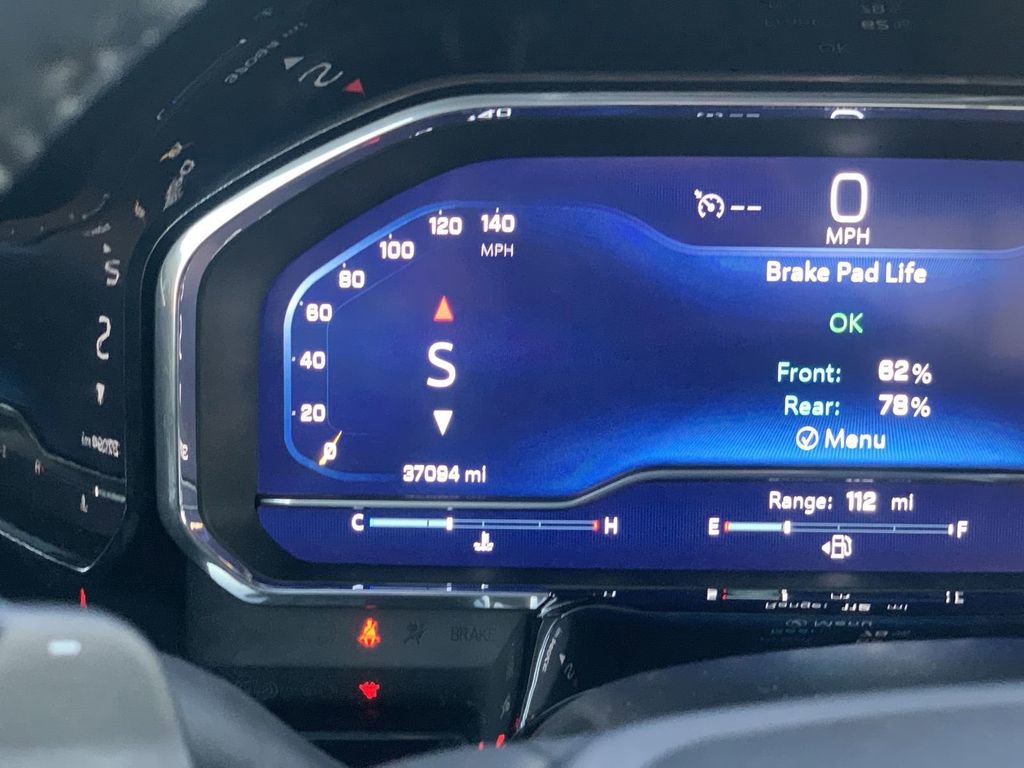 0
MPH
120 140
100 MPH
80
60
40
20
0
S
37094 mi
Brake Pad Life
OK
Front: 62%
Rear: 78%
Menu
Range: 112 mi
C H
E F
BRAKE